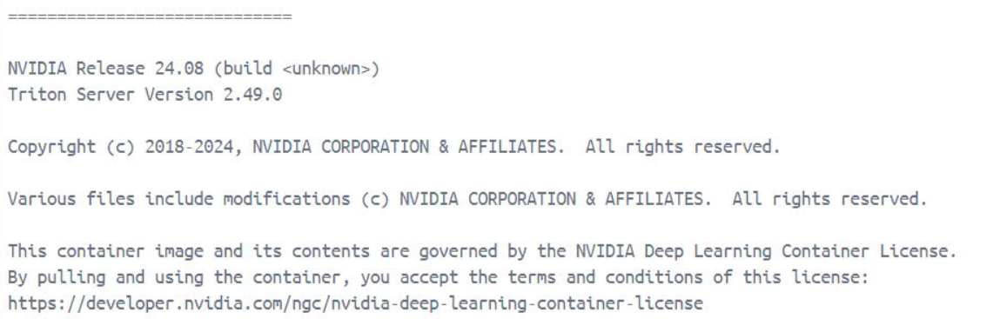 =============================
NVIDIA Release 24.08 (build <unknown>)
Triton Server Version 2.49.0
Copyright (c) 2018-2024, NVIDIA CORPORATION & AFFILIATES.  All rights reserved.
Various files include modifications (c) NVIDIA CORPORATION & AFFILIATES.  All rights reserved.
This container image and its contents are governed by the NVIDIA Deep Learning Container License.
By pulling and using the container, you accept the terms and conditions of this license:
https://developer.nvidia.com/ngc/nvidia-deep-learning-container-license